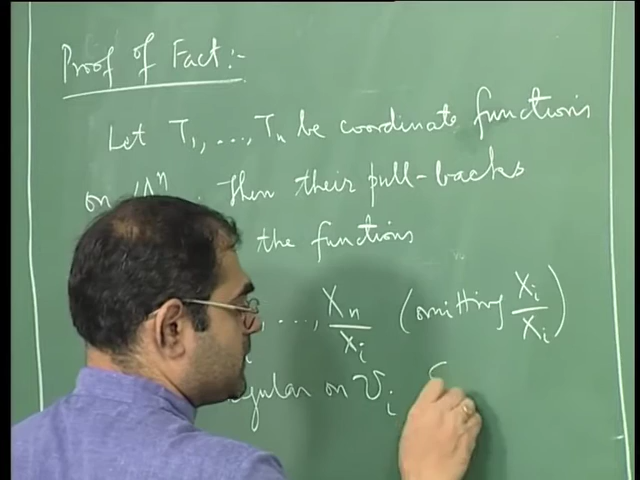 Proof of Fact:-
Let T₁, ..., Tₙ be coordinate functions
on 𝔸ⁿ. Then their pull-backs
the functions
, ..., Xₙ/Xᵢ (omitting Xᵢ/Xᵢ)
regular on Uᵢ